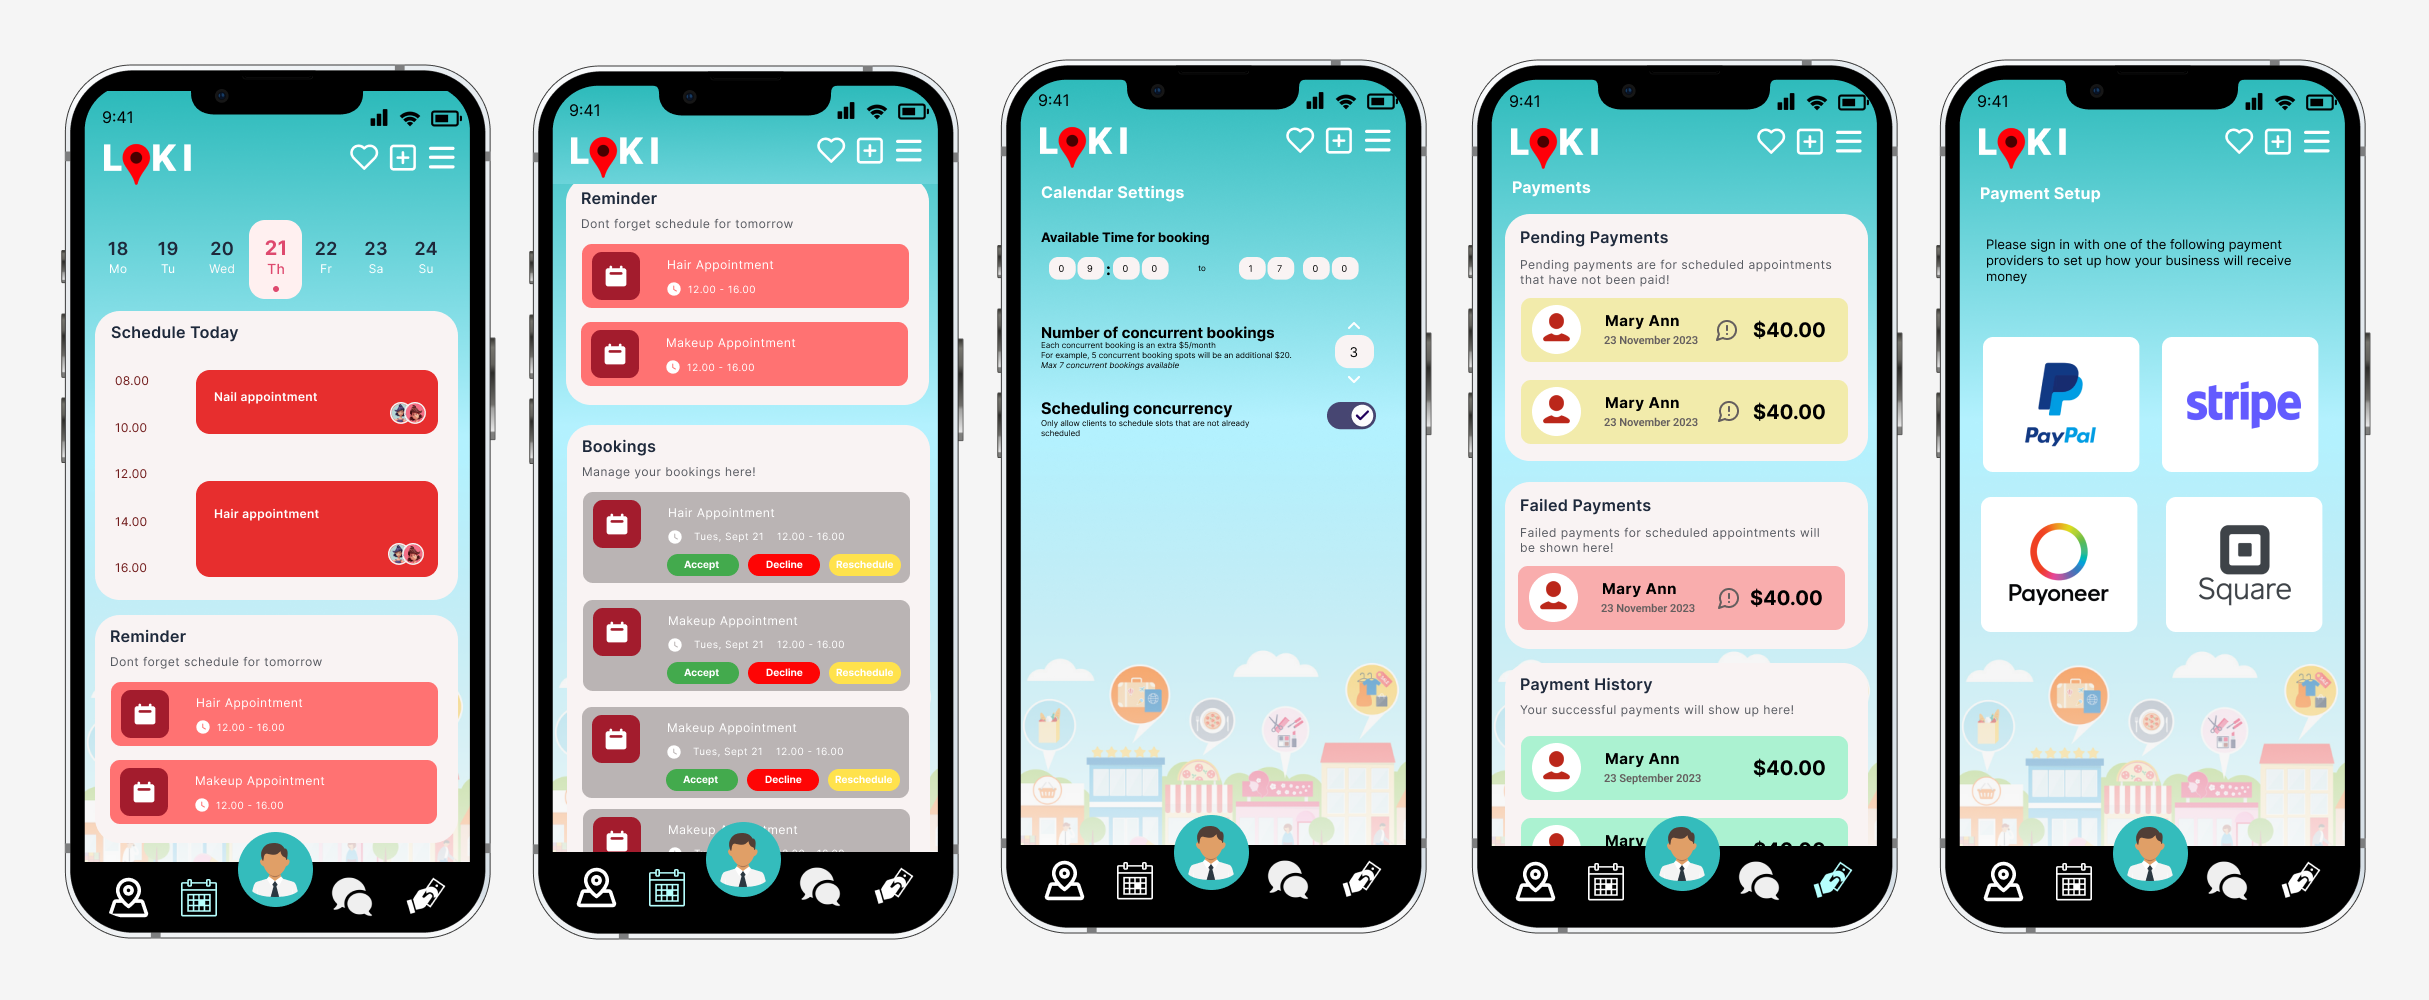 9:41
LOKI
18 19 20 21 22 23 24
Mo Tu Wed Th Fr Sa Su
Schedule Today
08.00
Nail appointment
10.00
12.00
Hair appointment
14.00
16.00
Reminder
Dont forget schedule for tomorrow
Hair Appointment
12.00 - 16.00
Makeup Appointment
12.00 - 16.00
9:41
LOKI
Reminder
Dont forget schedule for tomorrow
Hair Appointment
12.00 - 16.00
Makeup Appointment
12.00 - 16.00
Bookings
Manage your bookings here!
Hair Appointment
Tues, Sept 21 12.00 - 16.00
Accept Decline Reschedule
Makeup Appointment
Tues, Sept 21 12.00 - 16.00
Accept Decline Reschedule
Makeup Appointment
Tues, Sept 21 12.00 - 16.00
Accept Decline Reschedule
Makeup
9:41
LOKI
Calendar Settings
Available Time for booking
0 9 : 0 0 to 1 7 0 0
Number of concurrent bookings
Each concurrent booking is an extra $5/month
For example, 5 concurrent booking spots will be an additional $20.
Max 7 concurrent bookings available
3
Scheduling concurrency
Only allow clients to schedule slots that are not already
scheduled
9:41
LOKI
Payments
Pending Payments
Pending payments are for scheduled appointments
that have not been paid!
Mary Ann
23 November 2023
$40.00
Mary Ann
23 November 2023
$40.00
Failed Payments
Failed payments for scheduled appointments will
be shown here!
Mary Ann
23 November 2023
$40.00
Payment History
Your successful payments will show up here!
Mary Ann
23 September 2023
$40.00
Mary
$40.00
9:41
LOKI
Payment Setup
Please sign in with one of the following payment
providers to set up how your business will receive
money
PayPal
stripe
Payoneer
Square